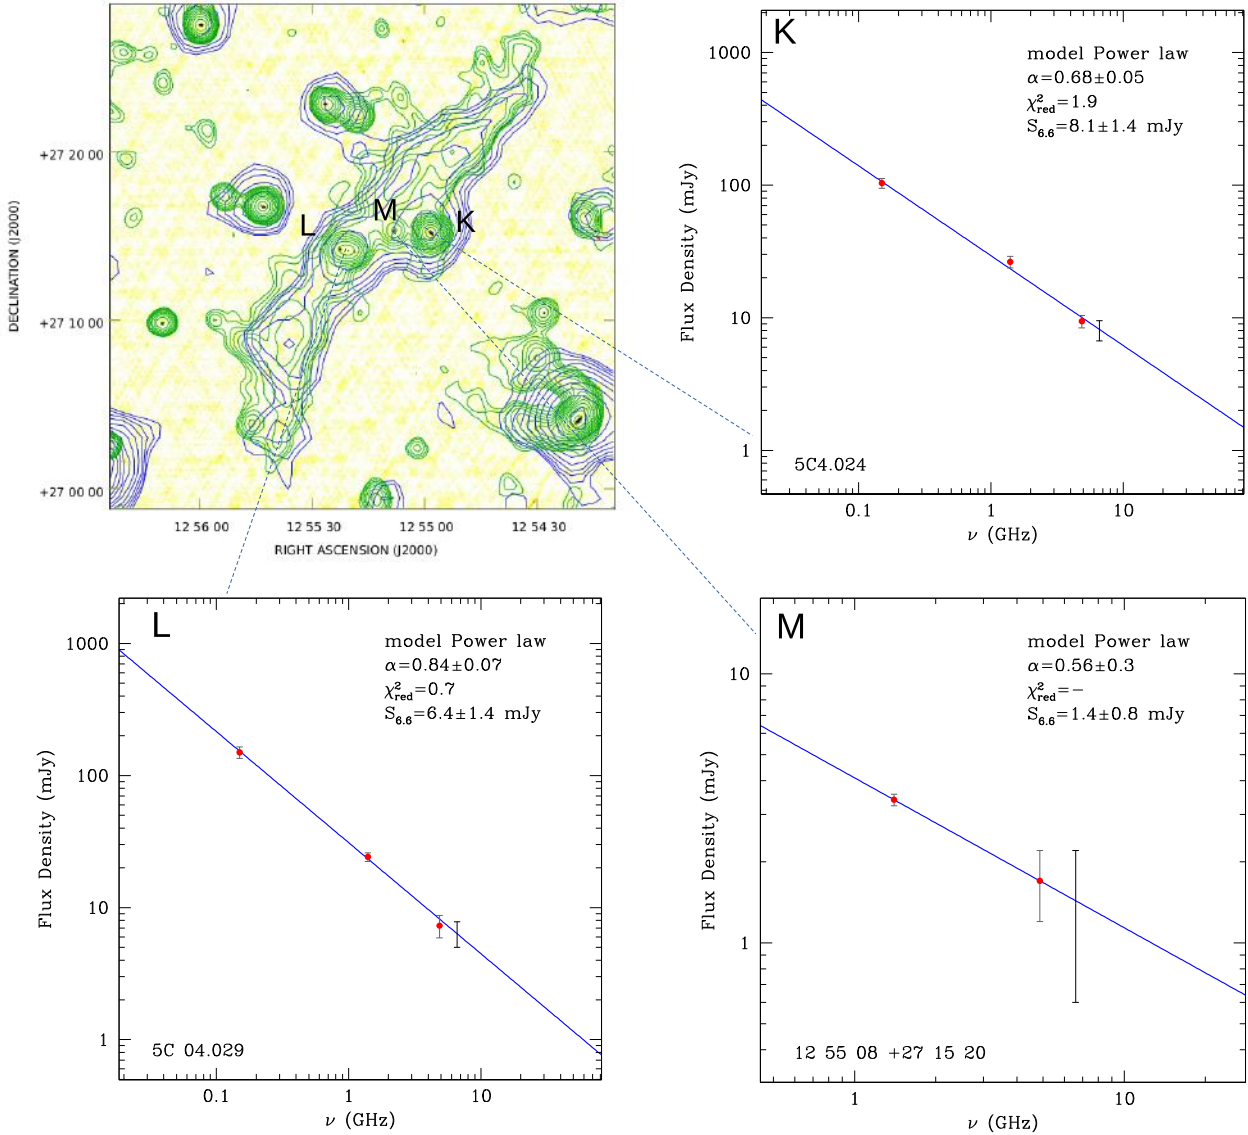 DECLINATION (J2000)
+27 20 00
+27 10 00
+27 00 00
L
M
K
12 56 00
12 55 30
12 55 00
12 54 30
RIGHT ASCENSION (J2000)
K
model Power law
α=0.68±0.05
χ²red=1.9
S6.6=8.1±1.4 mJy
Flux Density (mJy)
1000
100
10
1
5C4.024
0.1
1
10
ν (GHz)
L
model Power law
α=0.84±0.07
χ²red=0.7
S6.6=6.4±1.4 mJy
Flux Density (mJy)
1000
100
10
1
5C 04.029
0.1
1
10
ν (GHz)
M
model Power law
α=0.56±0.3
χ²red=−
S6.6=1.4±0.8 mJy
Flux Density (mJy)
10
1
12 55 08 +27 15 20
1
10
ν (GHz)